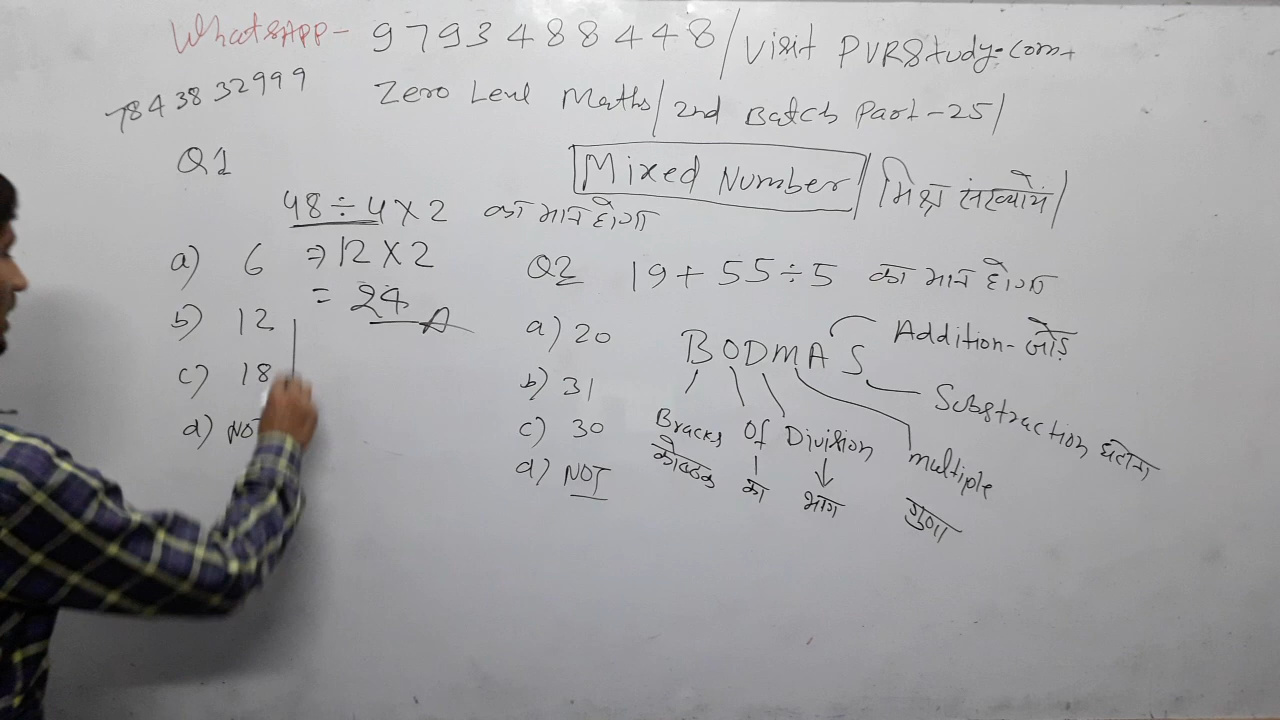 WhatsAPP- 9793488448/Visit PVRStudy.com
7843832999
Zero Level Maths/2nd Batch Part-25/
Mixed Number/मिश्र संख्यायें/
Q1
48÷4×2 का मान होगा
⇒12×2
= 24 A
a) 6
b) 12
c) 18
d) NOT
Q2 19+55÷5 का मान होगा
a) 20
b) 31
c) 30
d) NOT
BODMAS
Addition-जोड़
Substraction घटाना
Bracks Of Division multiple
कोष्ठक का भाग गुणा